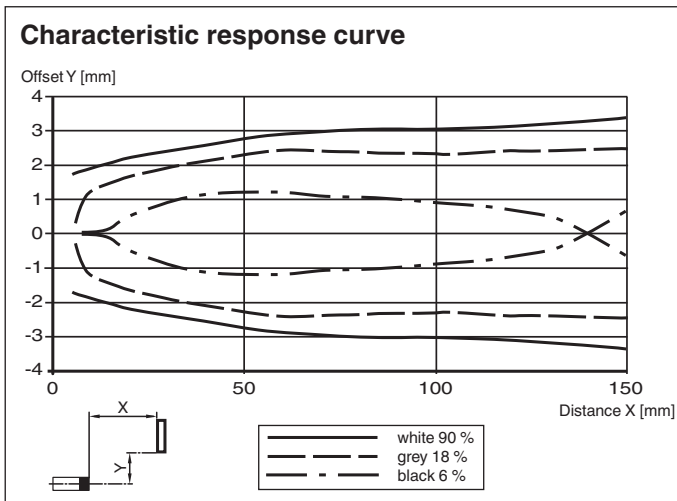 Characteristic response curve
Offset Y [mm]
4
3
2
1
0
-1
-2
-3
-4
0 50 100 150
Distance X [mm]
X
Y
white 90 %
grey 18 %
black 6 %